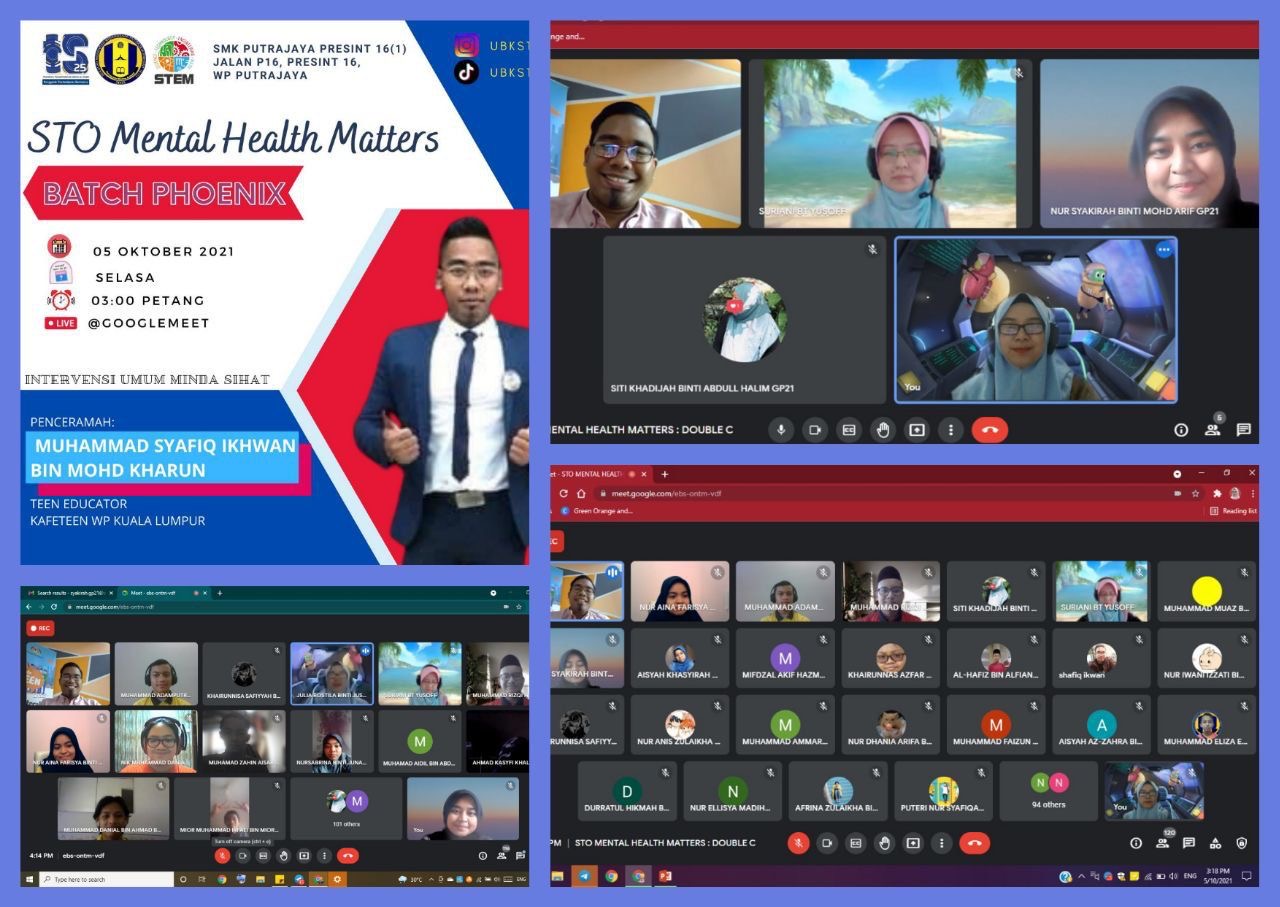 IS
25
STEM
SMK PUTRAJAYA PRESINT 16(1)
JALAN P16, PRESINT 16,
WP PUTRAJAYA
UBKST
UBKST
STO Mental Health Matters
BATCH PHOENIX
05 OKTOBER 2021
SELASA
03:00 PETANG
LIVE @GOOGLEMEET
INTERVENSI UMUM MINDA SIHAT
PENCERAMAH:
MUHAMMAD SYAFIQ IKHWAN
BIN MOHD KHARUN
TEEN EDUCATOR
KAFETEEN WP KUALA LUMPUR
nge and...
SURIANI BT YUSOFF
NUR SYAKIRAH BINTI MOHD ARIF GP21
SITI KHADIJAH BINTI ABDULL HALIM GP21
You
ENTAL HEALTH MATTERS : DOUBLE C
5
eet - STO MENTAL HEALTH
meet.google.com/ebs-ontm-vdf
Green Orange and...
Reading list
EC
NUR AINA FARISYA ...
MUHAMMAD ADAM...
MUHAMMAD
SITI KHADIJAH BINTI ...
SURIANI BT YUSOFF
MUHAMMAD MUAZ B...
SYAKIRAH BINT...
AISYAH KHASYIRAH ...
M
MIFDZAL AKIF HAZM...
KHAIRUNNAS AZFAR ...
AL-HAFIZ BIN ALFIAN...
shafiq ikwan
NUR IWANI IZZATI BI...
RUNNISA SAFIYY...
NUR ANIS ZULAIKHA ...
M
MUHAMMAD AMMAR...
NUR DHANIA ARIFA B...
M
MUHAMMAD FAIZUN ...
A
AISYAH AZ-ZAHRA BI...
MUHAMMAD ELIZA E...
D
DURRATUL HIKMAH B...
N
NUR ELLISYA MADIH...
AFRINA ZULAIKHA BI...
PUTERI NUR SYAFIQA...
N N
94 others
You
PM | STO MENTAL HEALTH MATTERS : DOUBLE C
120
ENG
3:18 PM
5/10/2021
Search results - syakirah.gp21@
Meet - ebs-ontm-vdf
meet.google.com/ebs-ontm-vdf
REC
MUHAMMAD ADAMPUTE...
KHAIRUNNISA SAFIYYAH B...
JULIA ROSTILA BINTI JUS...
SURIANI BT YUSOFF
MUHAMMAD RIZQI
NUR AINA FARISYA BINTI
NIK MUHAMMAD DANIA...
MUHAMAD ZAHIN AISAR
NURSABRINA BINTI JUNA...
M
MUHAMAD AIDIL BIN ABD...
AHMAD KASYFI KHAL
MUHAMMAD DANIAL BIN AHMAD B...
MIOR MUHAMMAD HIFALI BIN MIOR...
M
101 others
You
Turn off camera (ctrl + e)
4:14 PM | ebs-ontm-vdf
Type here to search
30°C
ENG